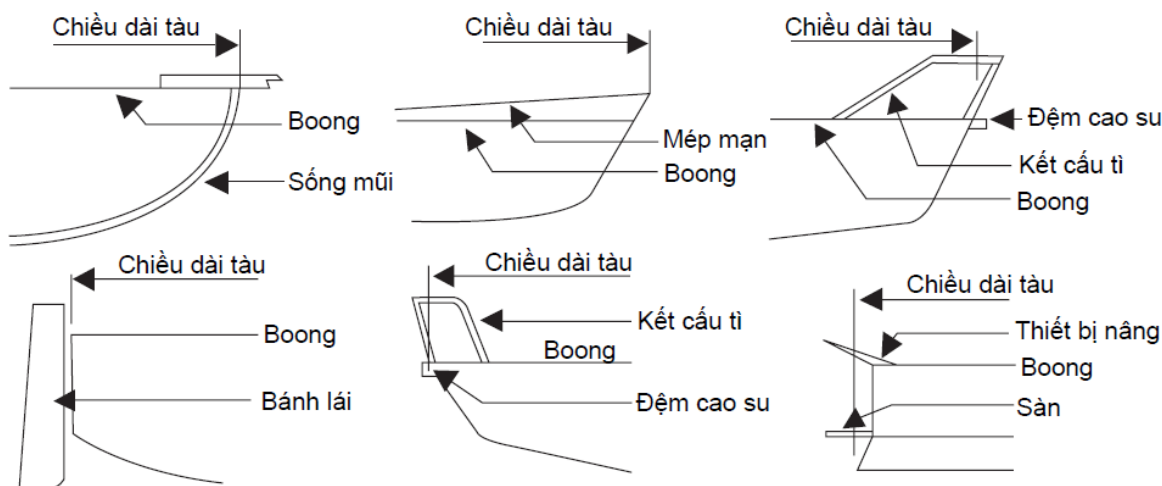 Chiều dài tàu
Boong
Sống mũi
Chiều dài tàu
Mép mạn
Boong
Chiều dài tàu
Đệm cao su
Kết cấu tì
Boong
Chiều dài tàu
Boong
Bánh lái
Chiều dài tàu
Kết cấu tì
Boong
Đệm cao su
Chiều dài tàu
Thiết bị nâng
Boong
Sàn